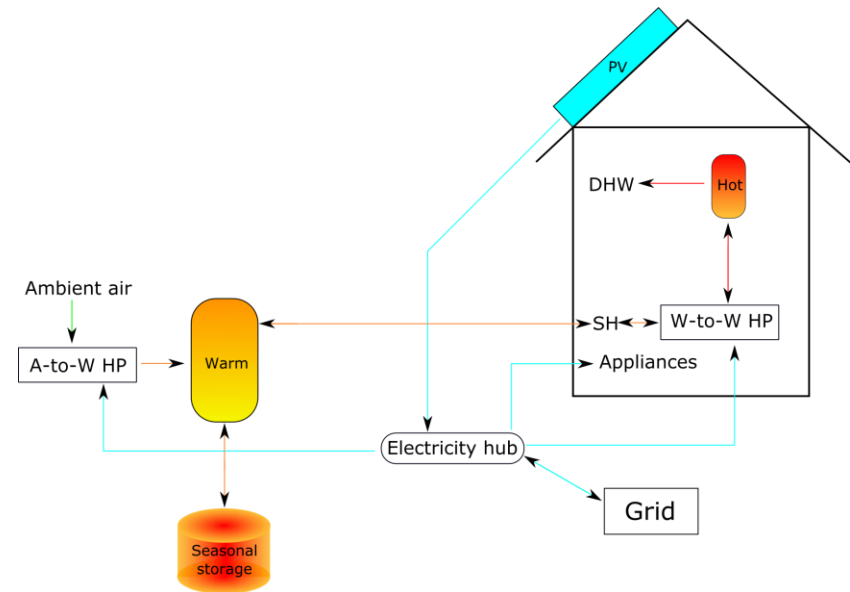 PV
DHW
Hot
Ambient air
SH
W-to-W HP
A-to-W HP
Warm
Appliances
Electricity hub
Grid
Seasonal
storage